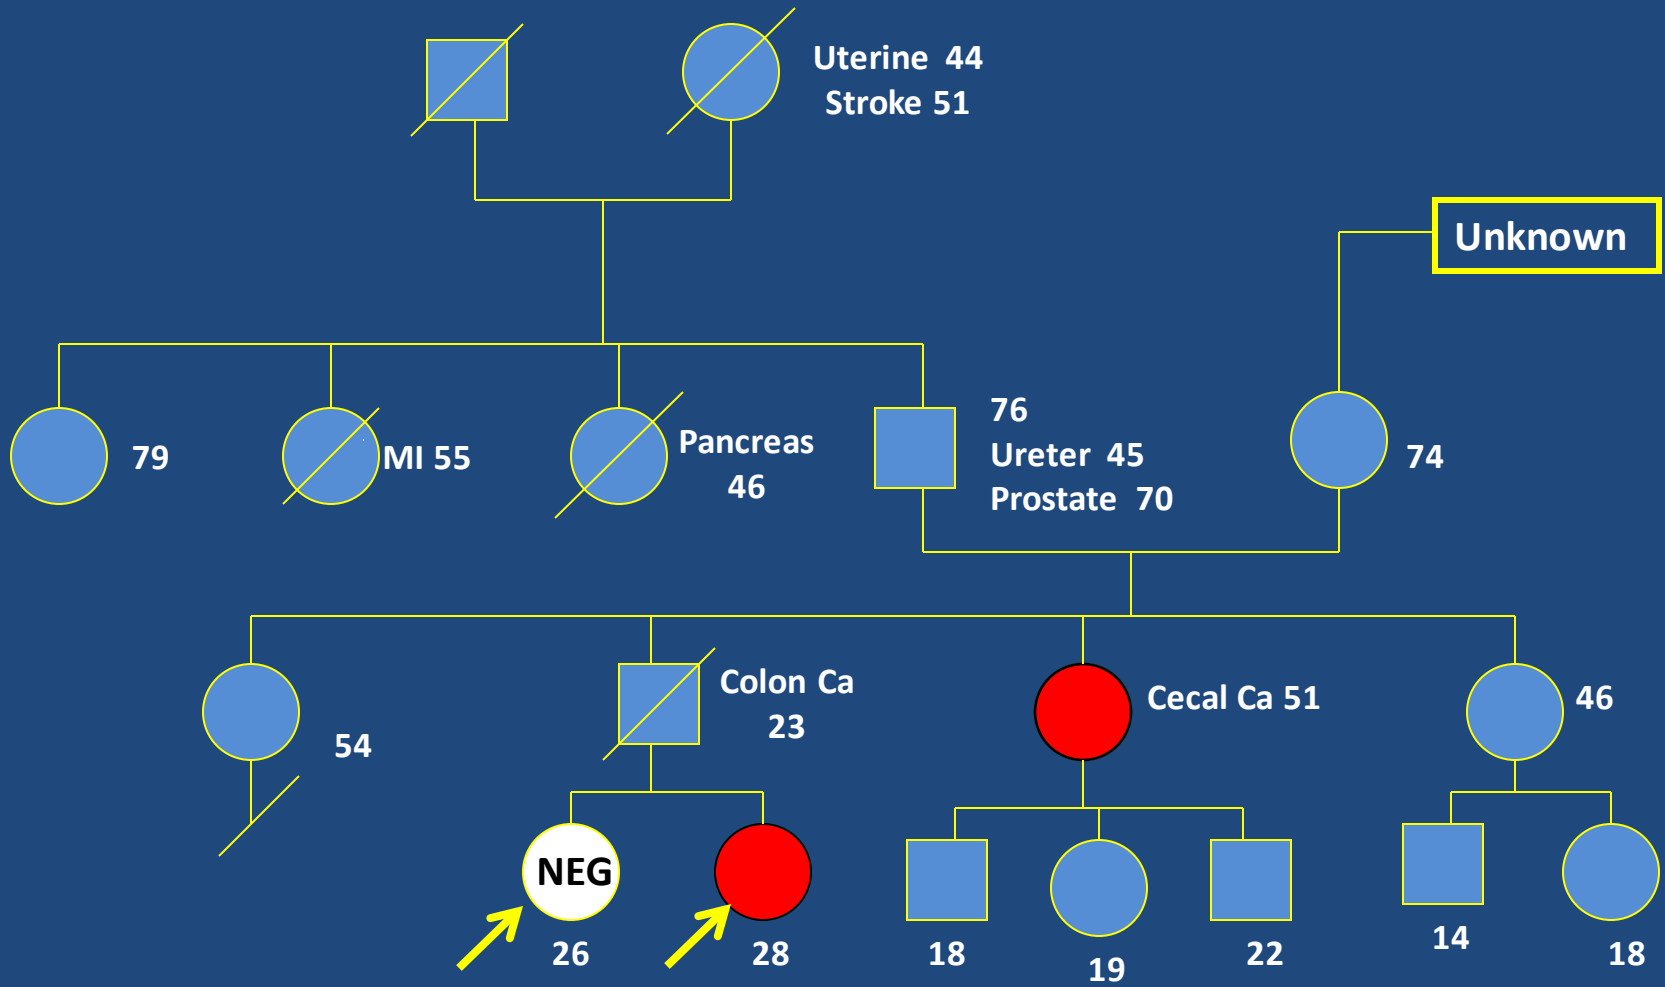 Uterine 44
Stroke 51
Unknown
79
MI 55
Pancreas
46
76
Ureter 45
Prostate 70
74
54
Colon Ca
23
Cecal Ca 51
46
NEG
26
28
18
19
22
14
18